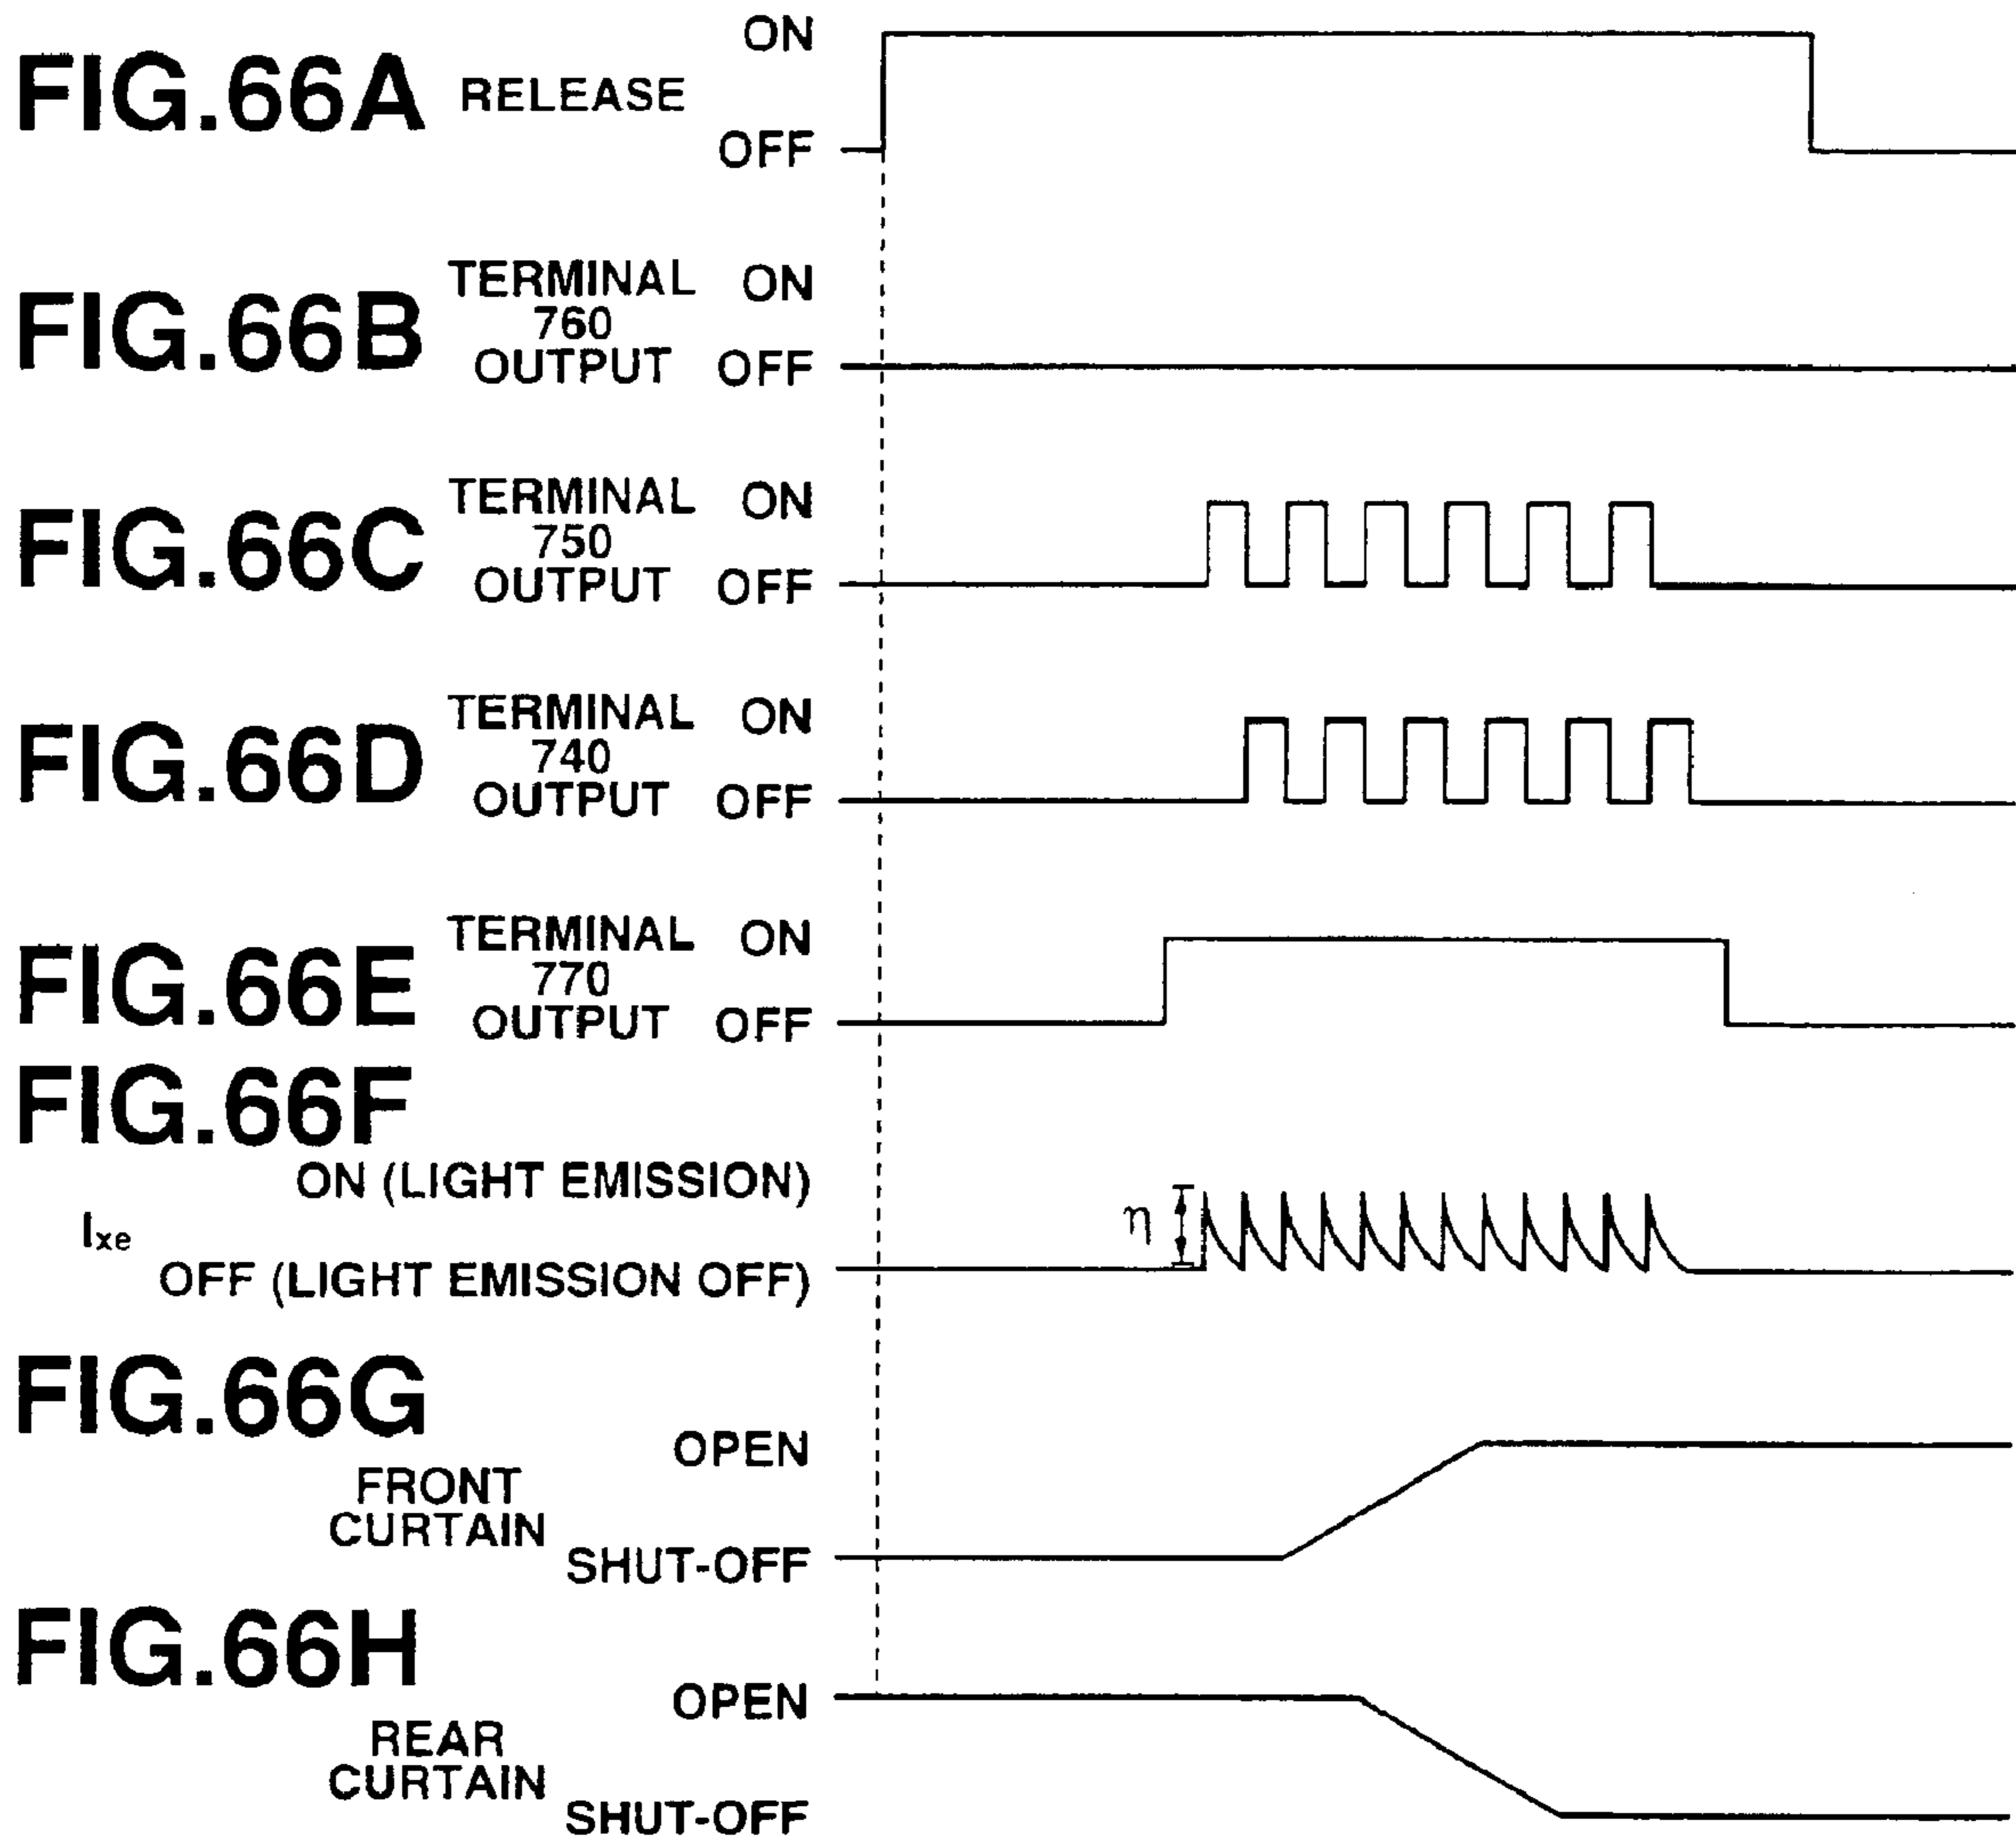 FIG.66A RELEASE ON
OFF
FIG.66B TERMINAL 760 OUTPUT ON
OFF
FIG.66C TERMINAL 750 OUTPUT ON
OFF
FIG.66D TERMINAL 740 OUTPUT ON
OFF
FIG.66E TERMINAL 770 OUTPUT ON
OFF
FIG.66F
ON (LIGHT EMISSION)
Ixe
η
OFF (LIGHT EMISSION OFF)
FIG.66G
OPEN
FRONT
CURTAIN
SHUT-OFF
FIG.66H
OPEN
REAR
CURTAIN
SHUT-OFF